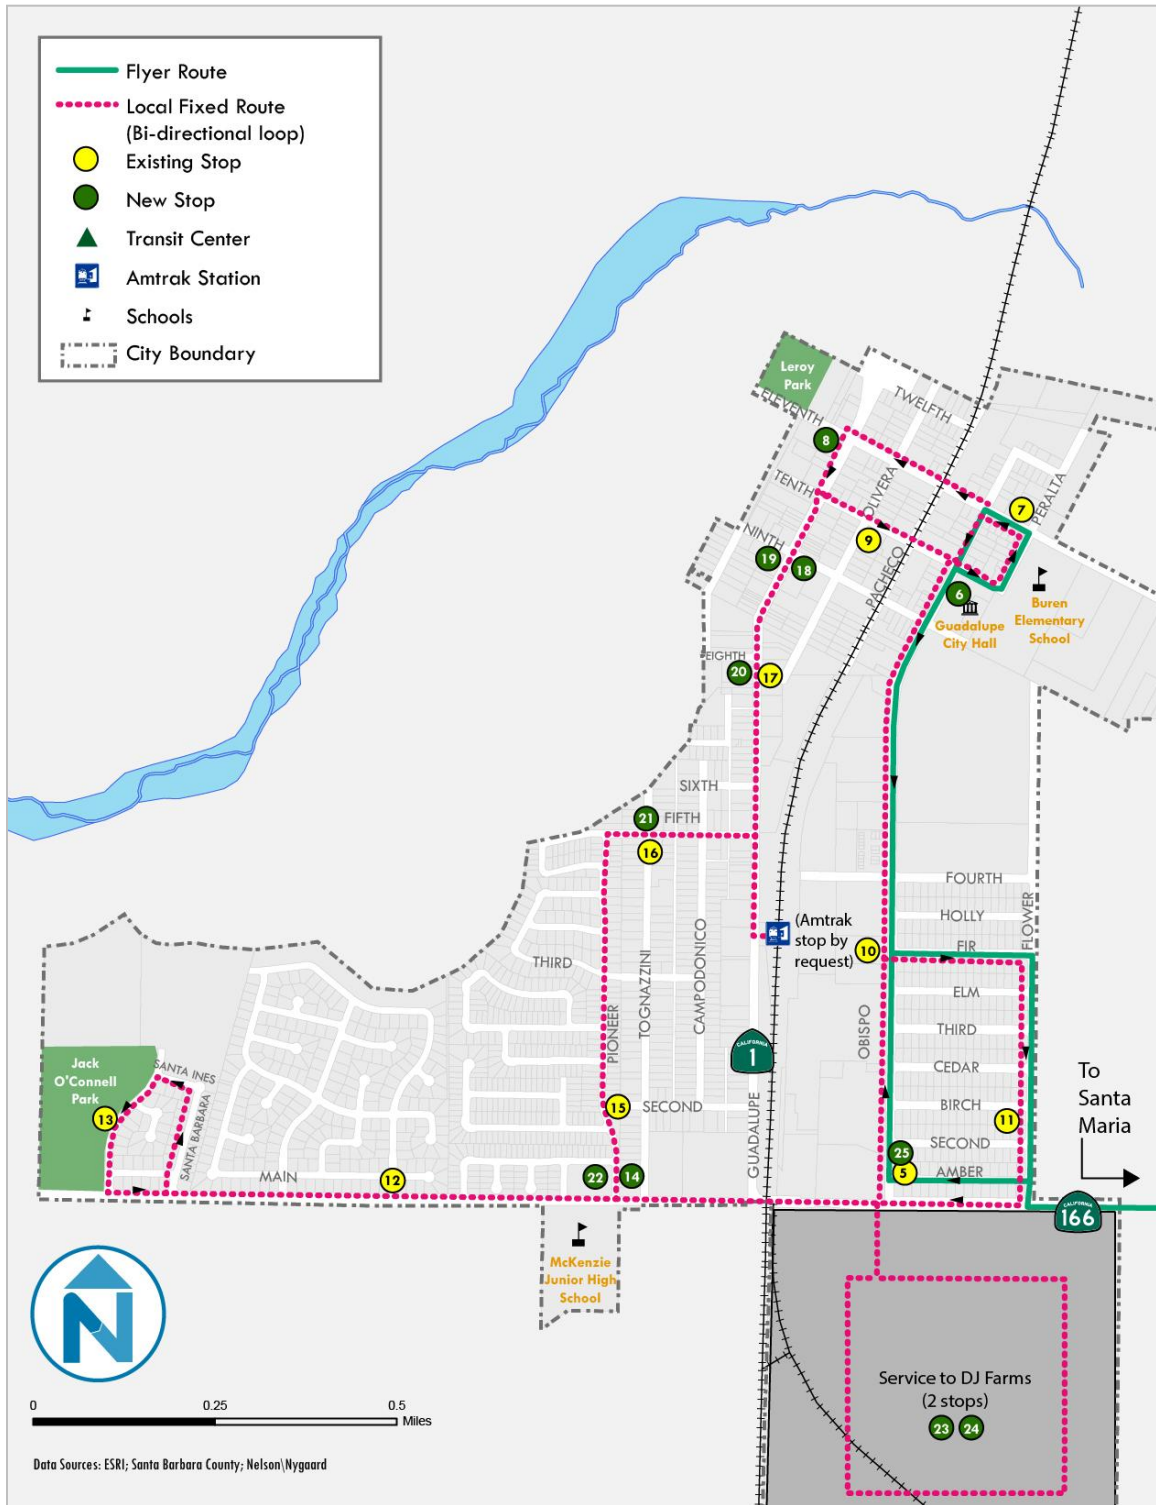 Flyer Route
Local Fixed Route
(Bi-directional loop)
Existing Stop
New Stop
Transit Center
Amtrak Station
Schools
City Boundary
Leroy
Park
ELEVENTH
TWELFTH
8
TENTH
OLIVERA
PERALTA
7
NINTH
9
19
18
PACHECO
6
Guadalupe
City Hall
Buren
Elementary
School
EIGHTH
20
17
SIXTH
21
FIFTH
16
FOURTH
HOLLY
FLOWER
(Amtrak
stop by
request)
10
FIR
THIRD
ELM
PIONEER
TOGNAZZINI
CAMPODONICO
OBISPO
THIRD
CALIFORNIA
1
CEDAR
Jack
O'Connell
Park
SANTA INES
To
Santa
Maria
13
SANTA BARBARA
15
SECOND
GUADALUPE
BIRCH
11
SECOND
25
MAIN
12
22
14
5
AMBER
CALIFORNIA
166
McKenzie
Junior High
School
N
Service to DJ Farms
(2 stops)
23
24
0
0.25
0.5
Miles
Data Sources: ESRI; Santa Barbara County; Nelson\Nygaard